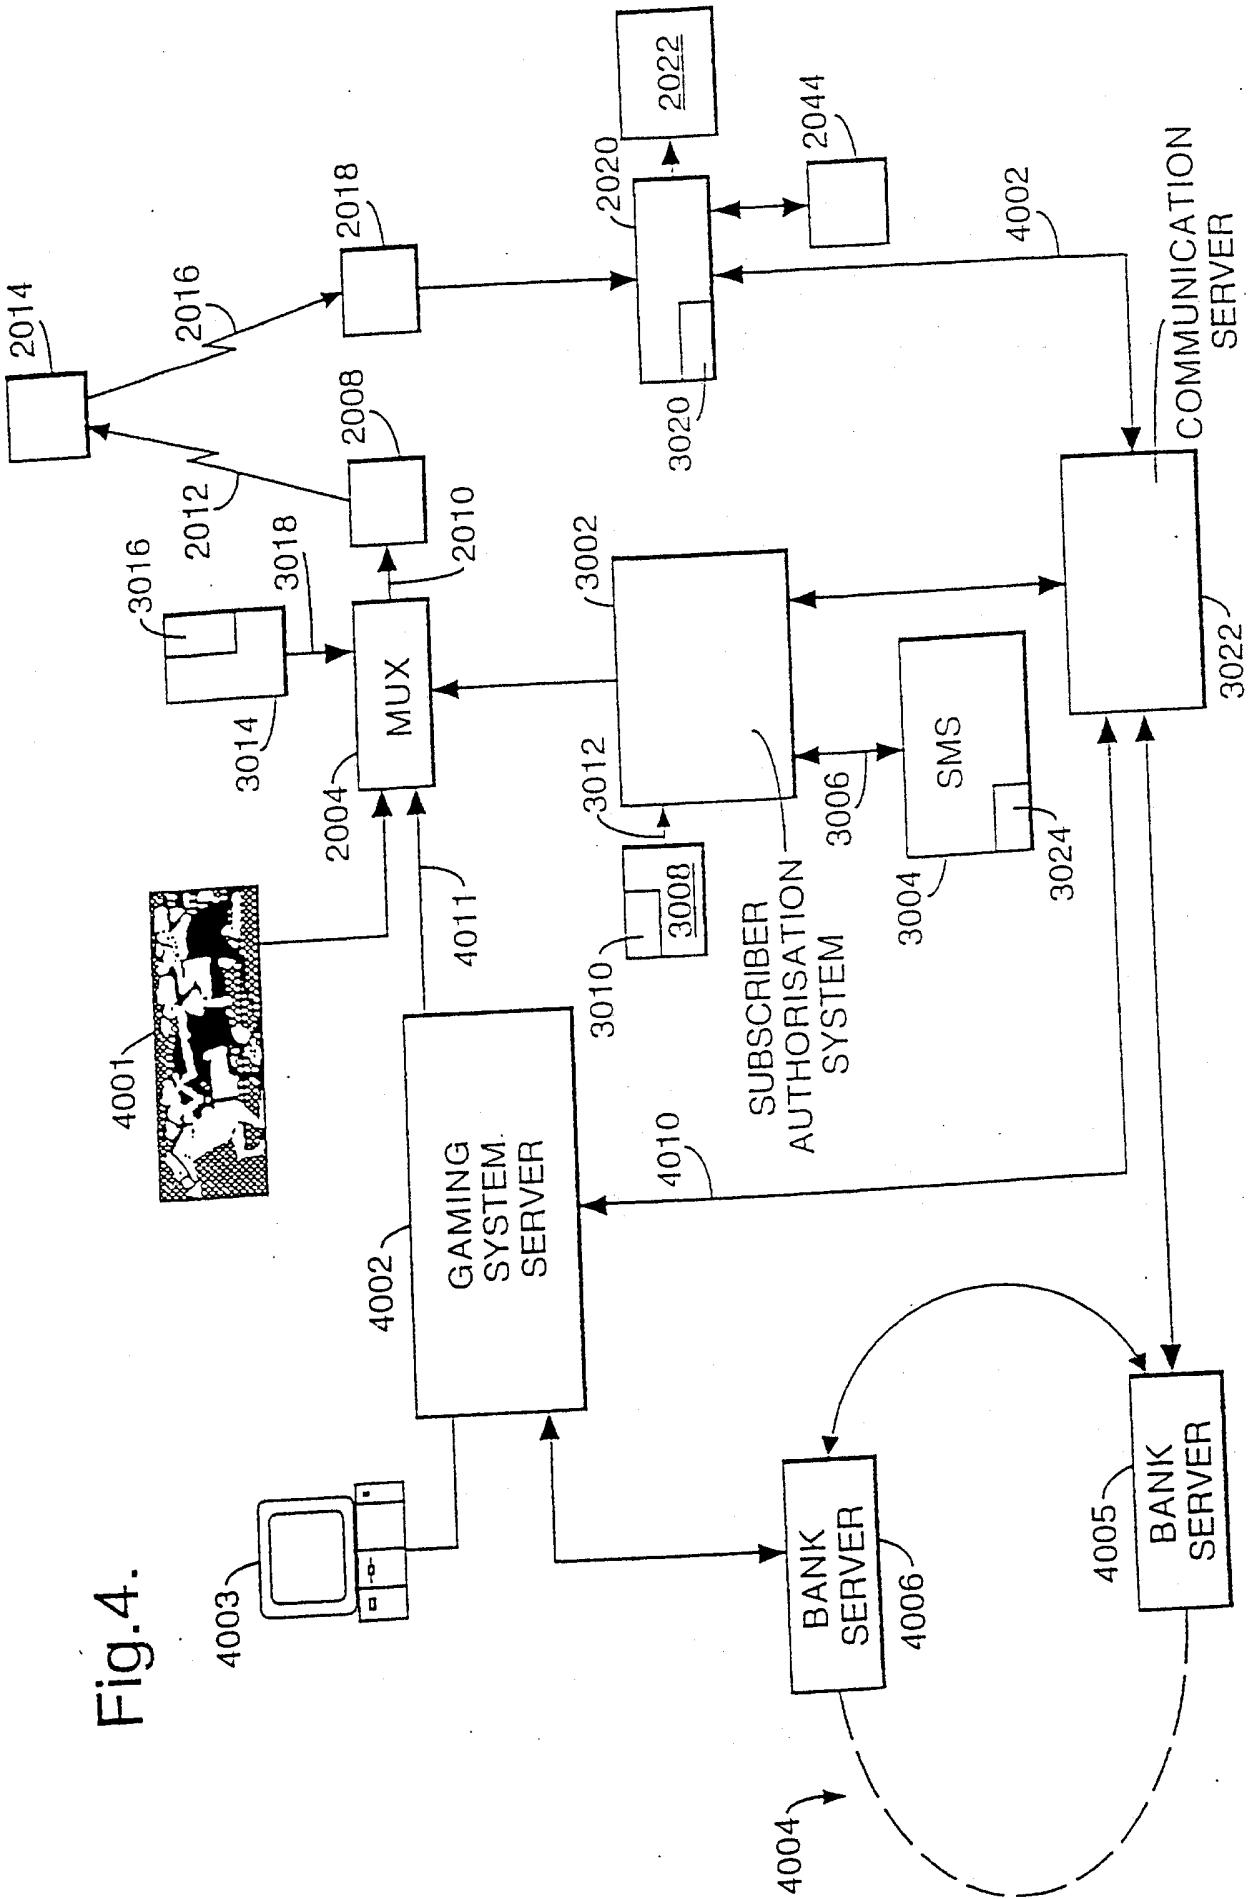 Fig.4.
4001
4003
4002
GAMING
SYSTEM.
SERVER
4011
4010
2004
MUX
3014
3016
3018
2010
2008
2012
2014
2016
2018
3002
3012
3010
3008
SUBSCRIBER
AUTHORISATION
SYSTEM
3006
SMS
3004
3024
2020
3020
2022
2044
4002
COMMUNICATION
SERVER
3022
BANK
SERVER
4006
4005
BANK
SERVER
4004